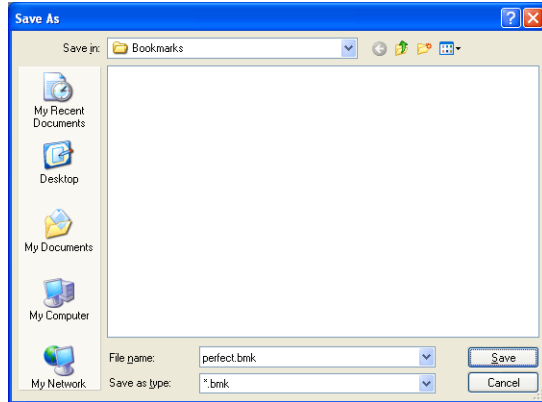 Save As
Save in: Bookmarks
My Recent
Documents
Desktop
My Documents
My Computer
My Network
File name: perfect.bmk Save
Save as type: *.bmk Cancel